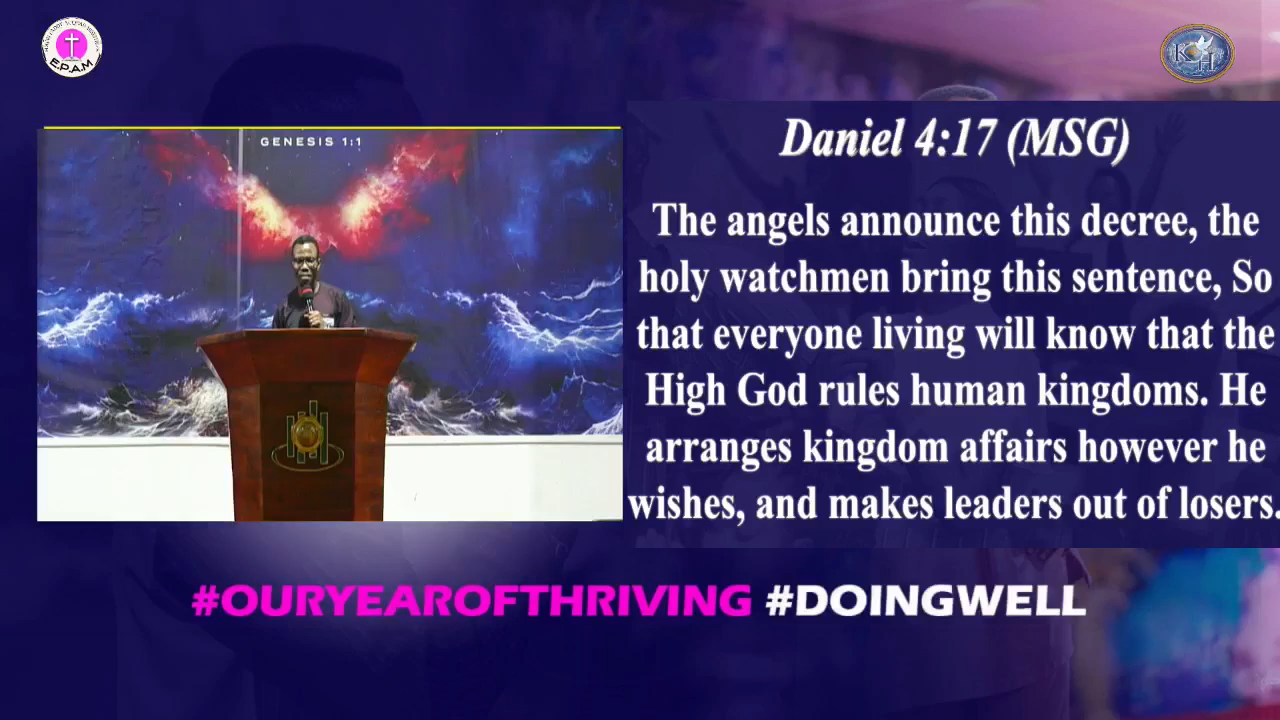 E.P.A.M
K H
GENESIS 1:1
Daniel 4:17 (MSG)
The angels announce this decree, the
holy watchmen bring this sentence, So
that everyone living will know that the
High God rules human kingdoms. He
arranges kingdom affairs however he
wishes, and makes leaders out of losers.
#OURYEAROFTHRIVING #DOINGWELL